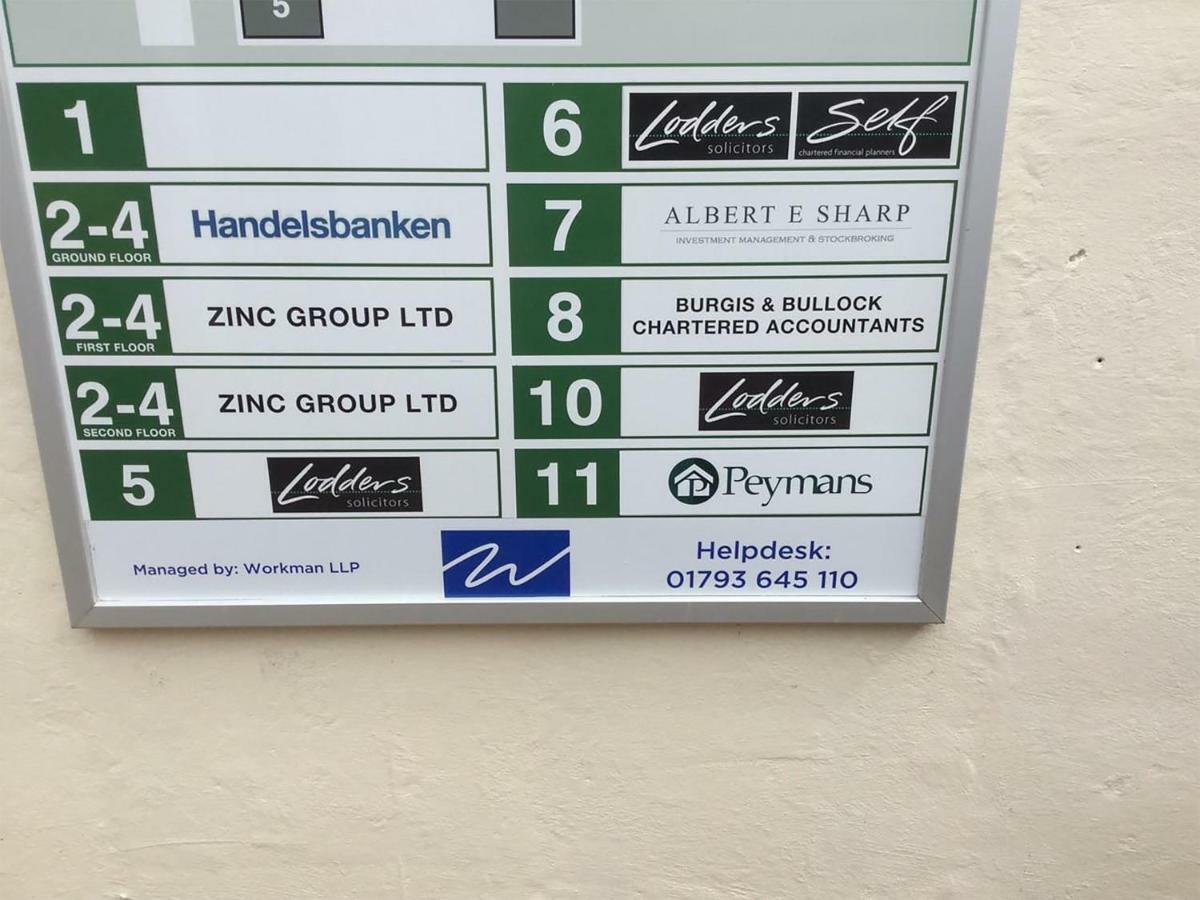 5
1
2-4
GROUND FLOOR
Handelsbanken
2-4
FIRST FLOOR
ZINC GROUP LTD
2-4
SECOND FLOOR
ZINC GROUP LTD
5
Lodders
solicitors
6
Lodders
solicitors
Self
chartered financial planners
7
ALBERT E SHARP
INVESTMENT MANAGEMENT & STOCKBROKING
8
BURGIS & BULLOCK
CHARTERED ACCOUNTANTS
10
Lodders
solicitors
11
Peymans
Managed by: Workman LLP
Helpdesk:
01793 645 110